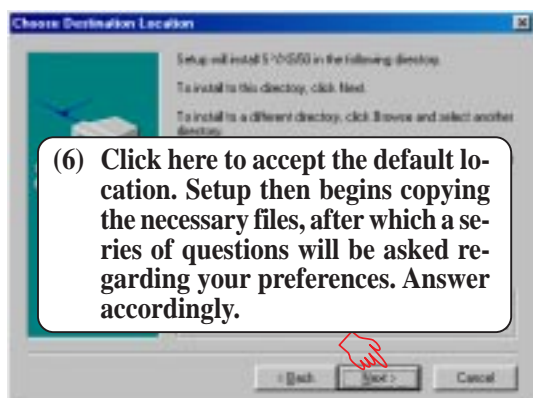 Choose Destination Location
Setup will install S-YXG50 in the following directory.
To install to this directory, click Next.
To install to a different directory, click Browse and select another
directory.
(6) Click here to accept the default lo-
cation. Setup then begins copying
the necessary files, after which a se-
ries of questions will be asked re-
garding your preferences. Answer
accordingly.
< Back Next > Cancel